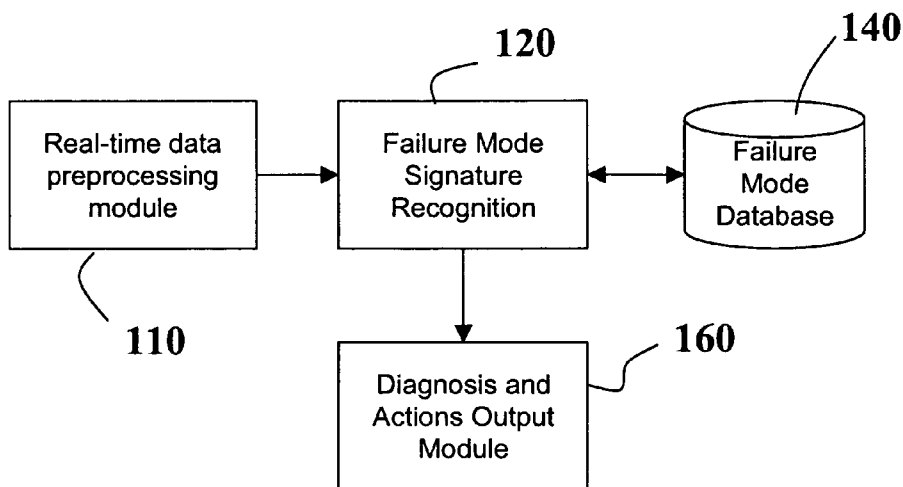 120
140
Real-time data
preprocessing
module
Failure Mode
Signature
Recognition
Failure
Mode
Database
110
160
Diagnosis and
Actions Output
Module